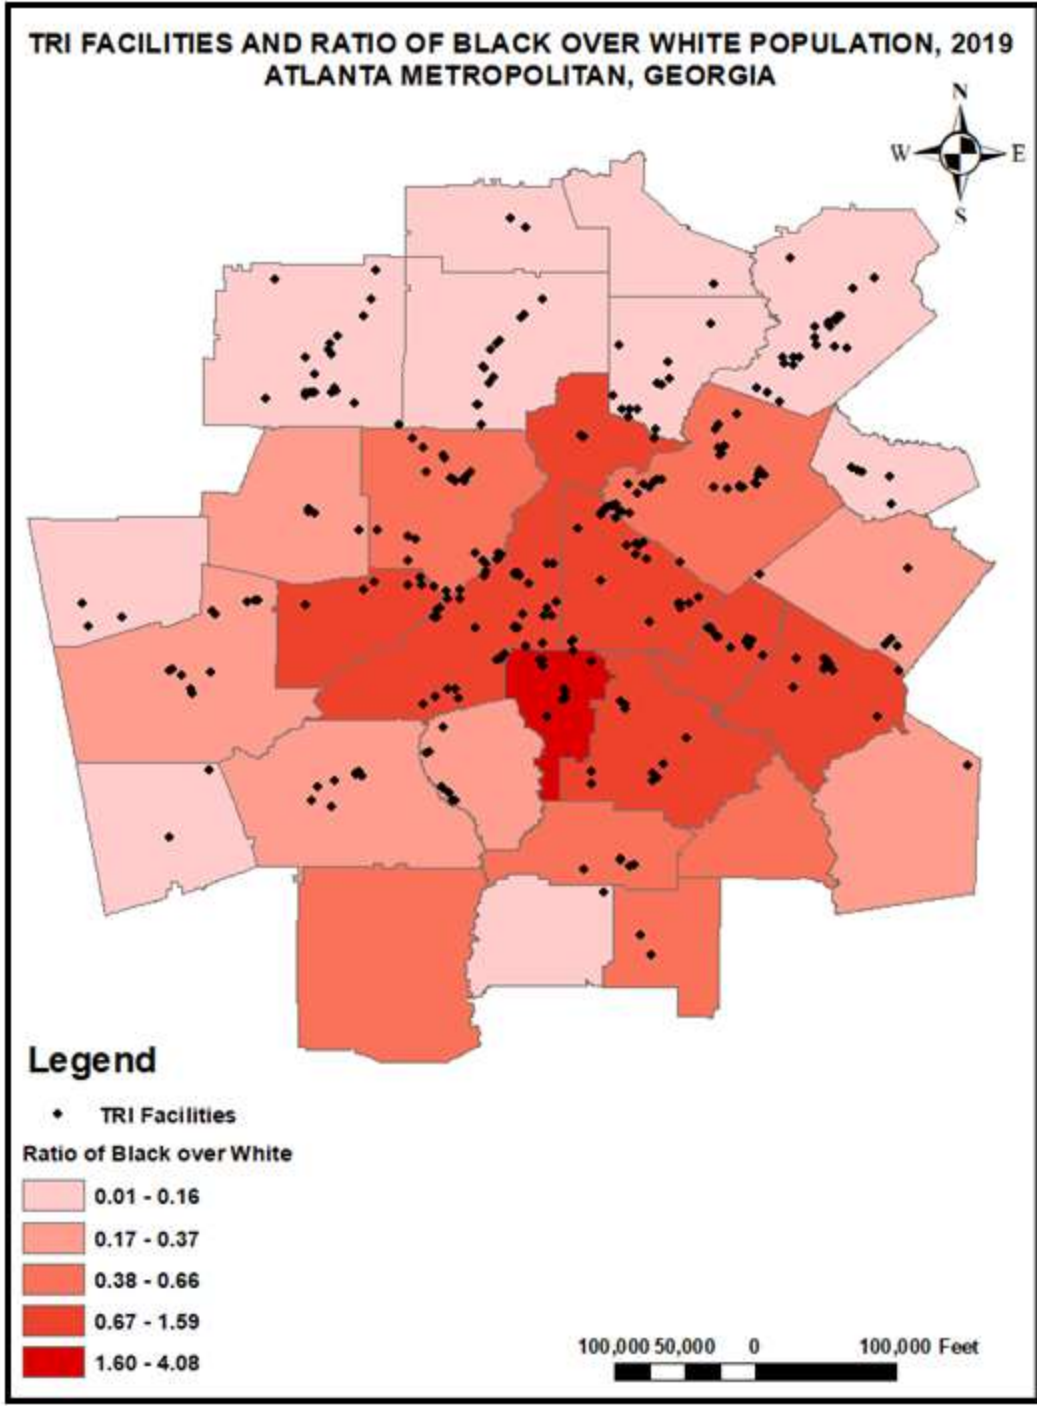 TRI FACILITIES AND RATIO OF BLACK OVER WHITE POPULATION, 2019
ATLANTA METROPOLITAN, GEORGIA
N
W E
S
Legend
TRI Facilities
Ratio of Black over White
0.01 - 0.16
0.17 - 0.37
0.38 - 0.66
0.67 - 1.59
1.60 - 4.08
100,000 50,000 0 100,000 Feet